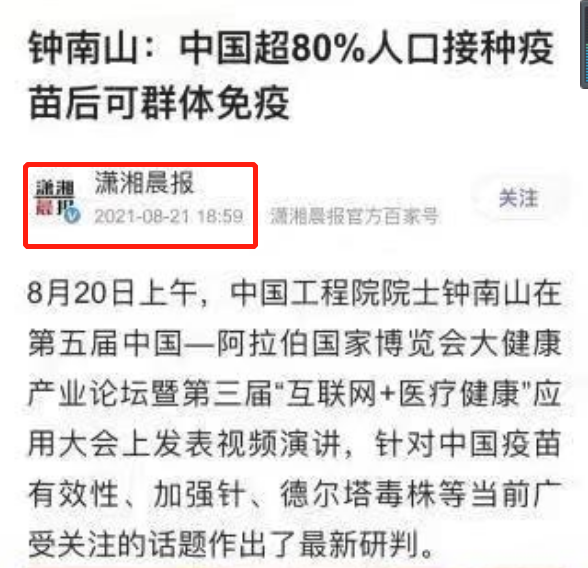 钟南山：中国超80%人口接种疫
苗后可群体免疫
潇湘晨报
潇湘晨报
2021-08-21 18:59 潇湘晨报官方百家号
关注
8月20日上午，中国工程院院士钟南山在
第五届中国—阿拉伯国家博览会大健康
产业论坛暨第三届“互联网+医疗健康”应
用大会上发表视频演讲，针对中国疫苗
有效性、加强针、德尔塔毒株等当前广
受关注的话题作出了最新研判。